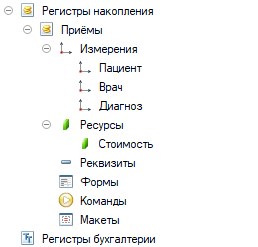 Регистры накопления
Приёмы
Измерения
Пациент
Врач
Диагноз
Ресурсы
Стоимость
Реквизиты
Формы
Команды
Макеты
Регистры бухгалтерии